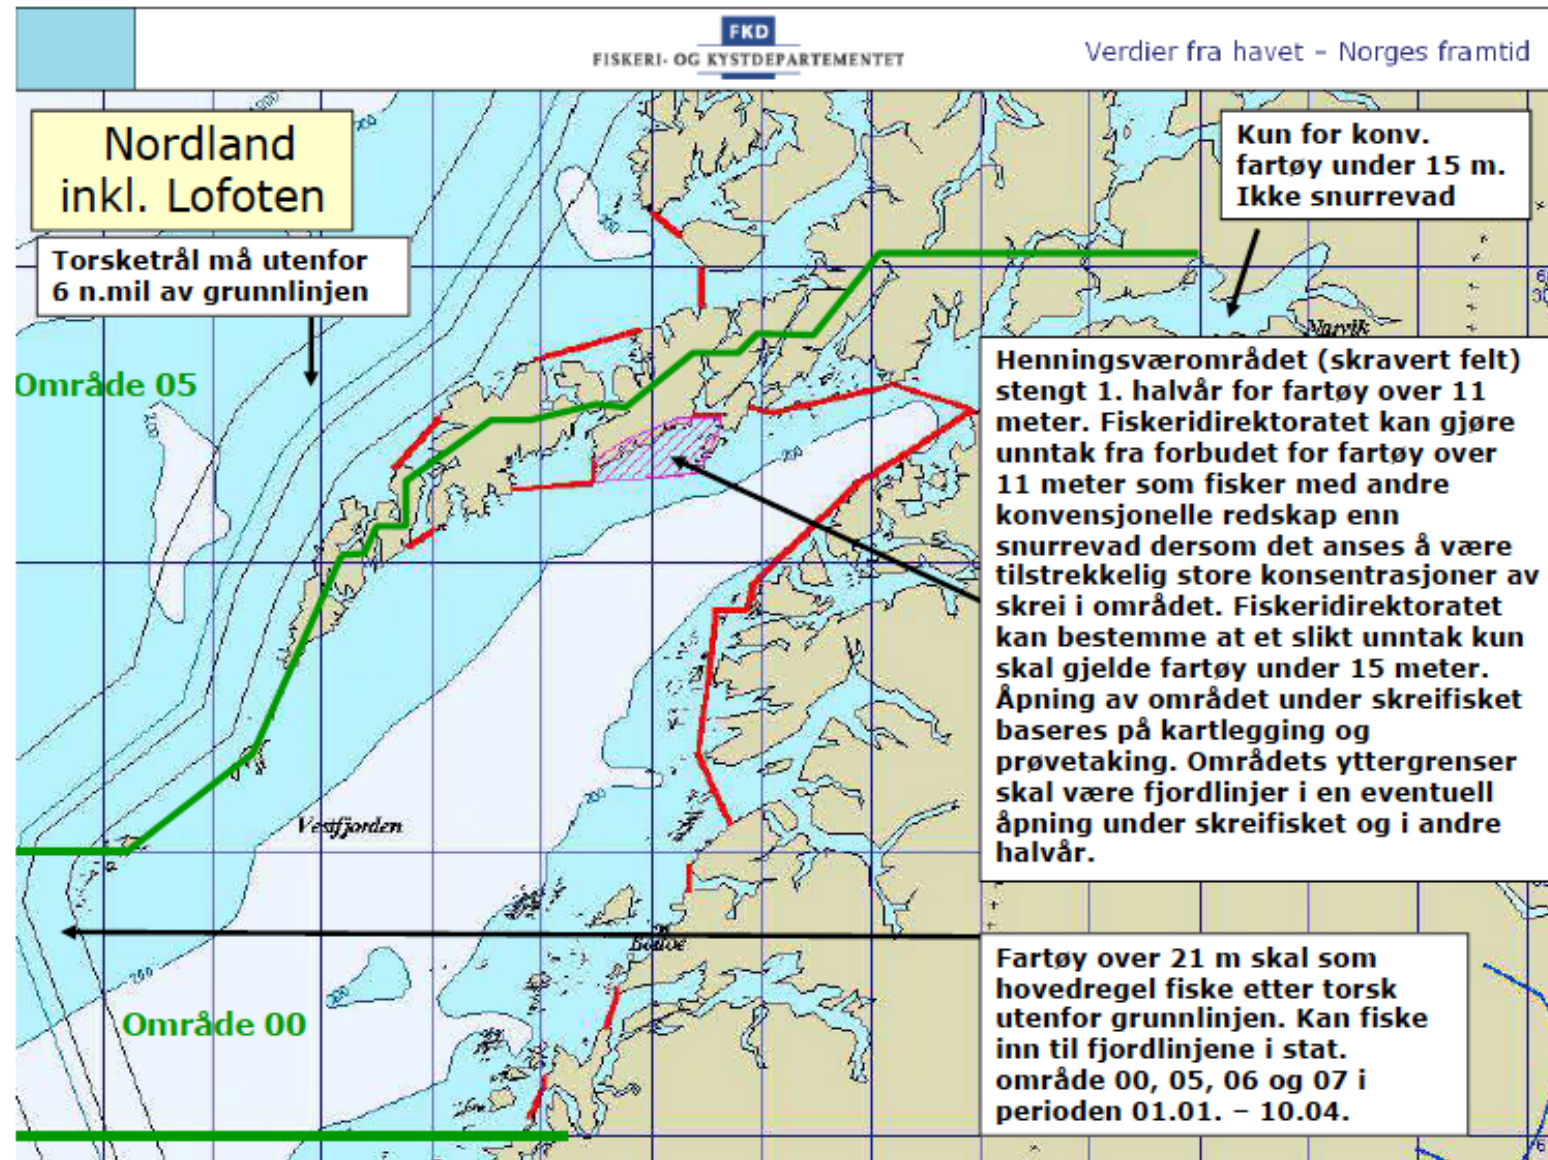 FKD
FISKERI- OG KYSTDEPARTEMENTET
Verdier fra havet – Norges framtid
Nordland
inkl. Lofoten
Torsketrål må utenfor
6 n.mil av grunnlinjen
Kun for konv.
fartøy under 15 m.
Ikke snurrevad
Narvik
Område 05
Henningsværområdet (skravert felt)
stengt 1. halvår for fartøy over 11
meter. Fiskeridirektoratet kan gjøre
unntak fra forbudet for fartøy over
11 meter som fisker med andre
konvensjonelle redskap enn
snurrevad dersom det anses å være
tilstrekkelig store konsentrasjoner av
skrei i området. Fiskeridirektoratet
kan bestemme at et slikt unntak kun
skal gjelde fartøy under 15 meter.
Åpning av området under skreifisket
baseres på kartlegging og
prøvetaking. Områdets yttergrenser
skal være fjordlinjer i en eventuell
åpning under skreifisket og i andre
halvår.
200
200
200
Vestfjorden
200
200
Område 00
Fartøy over 21 m skal som
hovedregel fiske etter torsk
utenfor grunnlinjen. Kan fiske
inn til fjordlinjene i stat.
område 00, 05, 06 og 07 i
perioden 01.01. – 10.04.